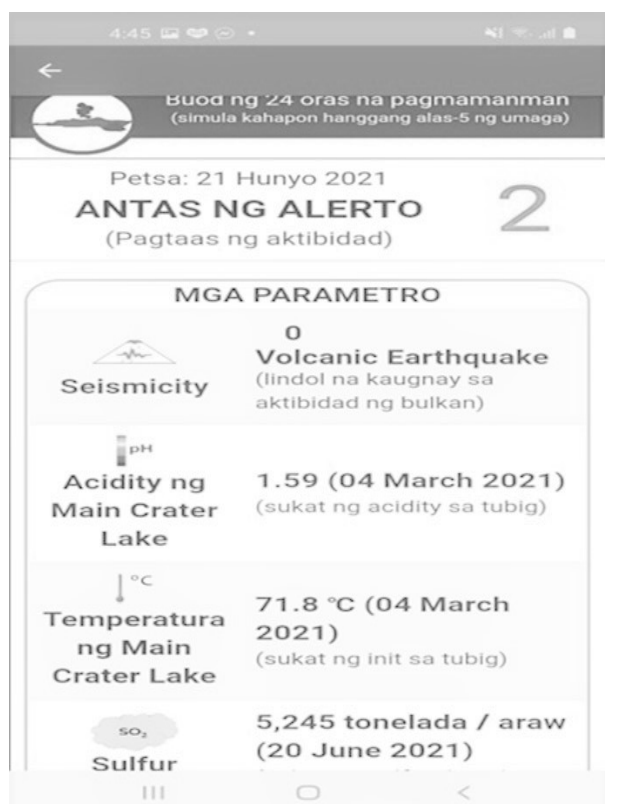 4:45
Buod ng 24 oras na pagmamanman
(simula kahapon hanggang alas-5 ng umaga)
Petsa: 21 Hunyo 2021
ANTAS NG ALERTO
(Pagtaas ng aktibidad)
2
MGA PARAMETRO
Seismicity
0
Volcanic Earthquake
(lindol na kaugnay sa
aktibidad ng bulkan)
pH
Acidity ng
Main Crater
Lake
1.59 (04 March 2021)
(sukat ng acidity sa tubig)
°C
Temperatura
ng Main
Crater Lake
71.8 °C (04 March
2021)
(sukat ng init sa tubig)
SO₂
Sulfur
5,245 tonelada / araw
(20 June 2021)